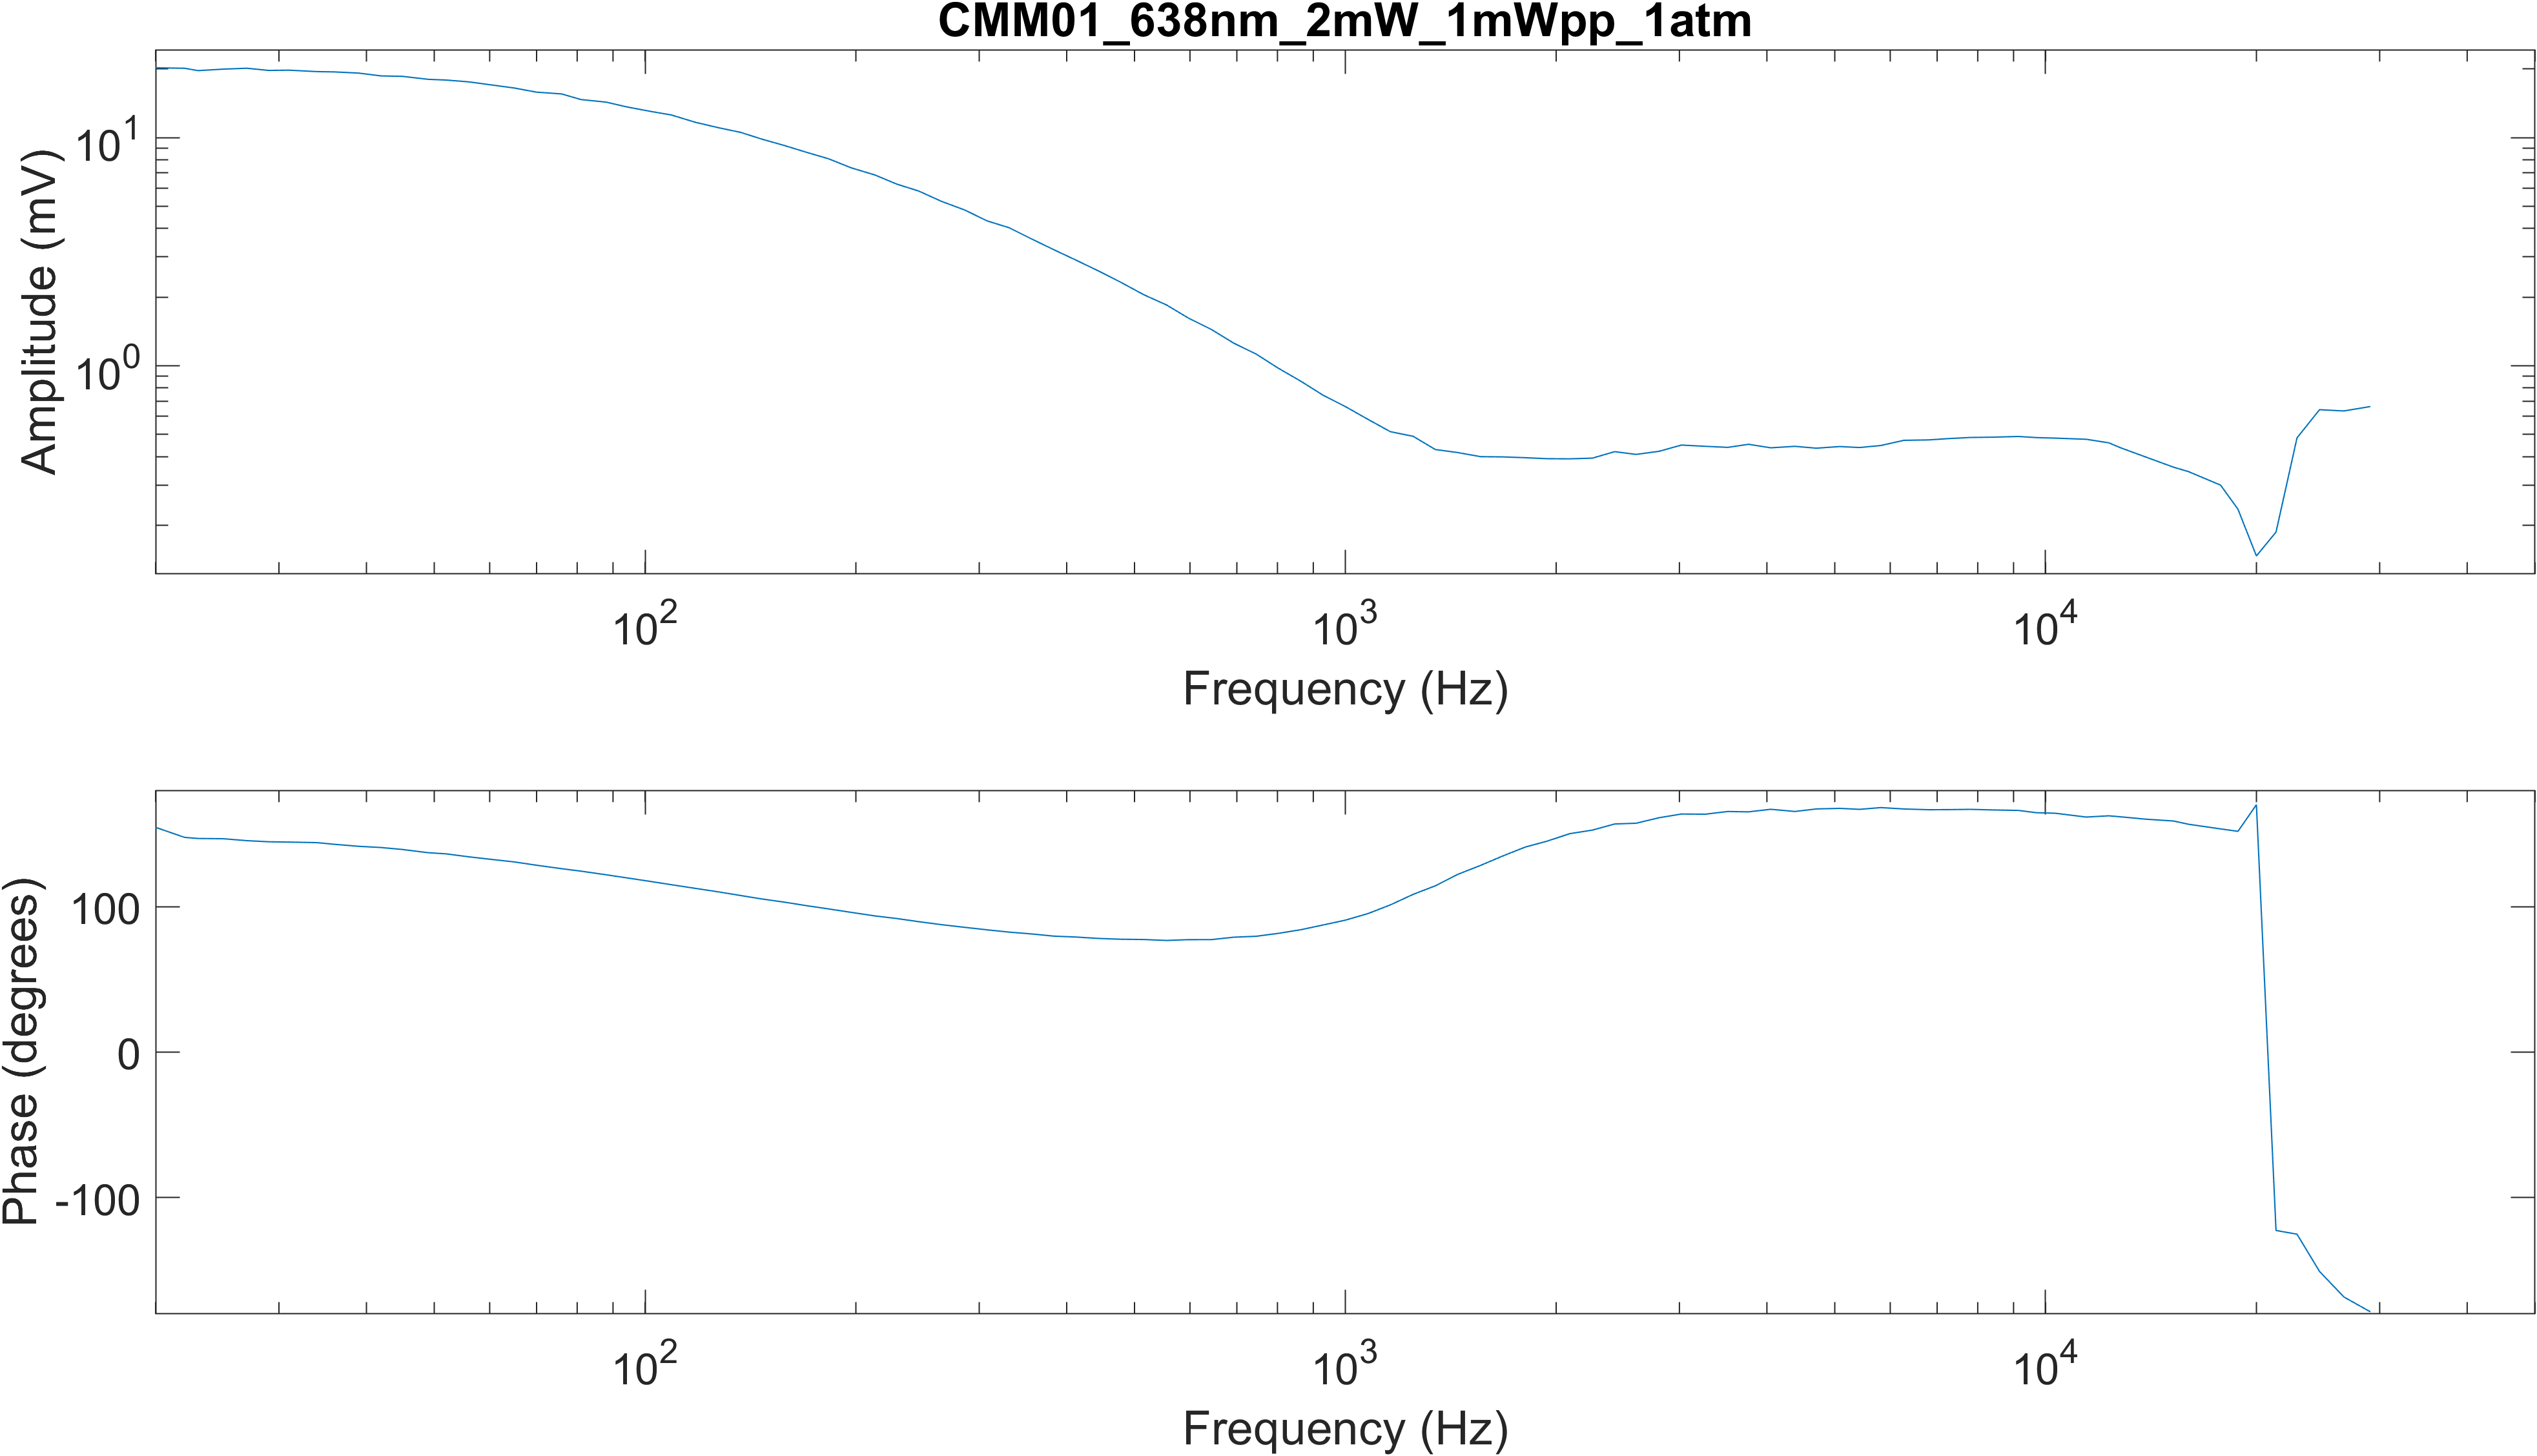 CMM01_638nm_2mW_1mWpp_1atm
Amplitude (mV)
10^1
10^0
10^2
10^3
10^4
Frequency (Hz)
Phase (degrees)
100
0
-100
10^2
10^3
10^4
Frequency (Hz)